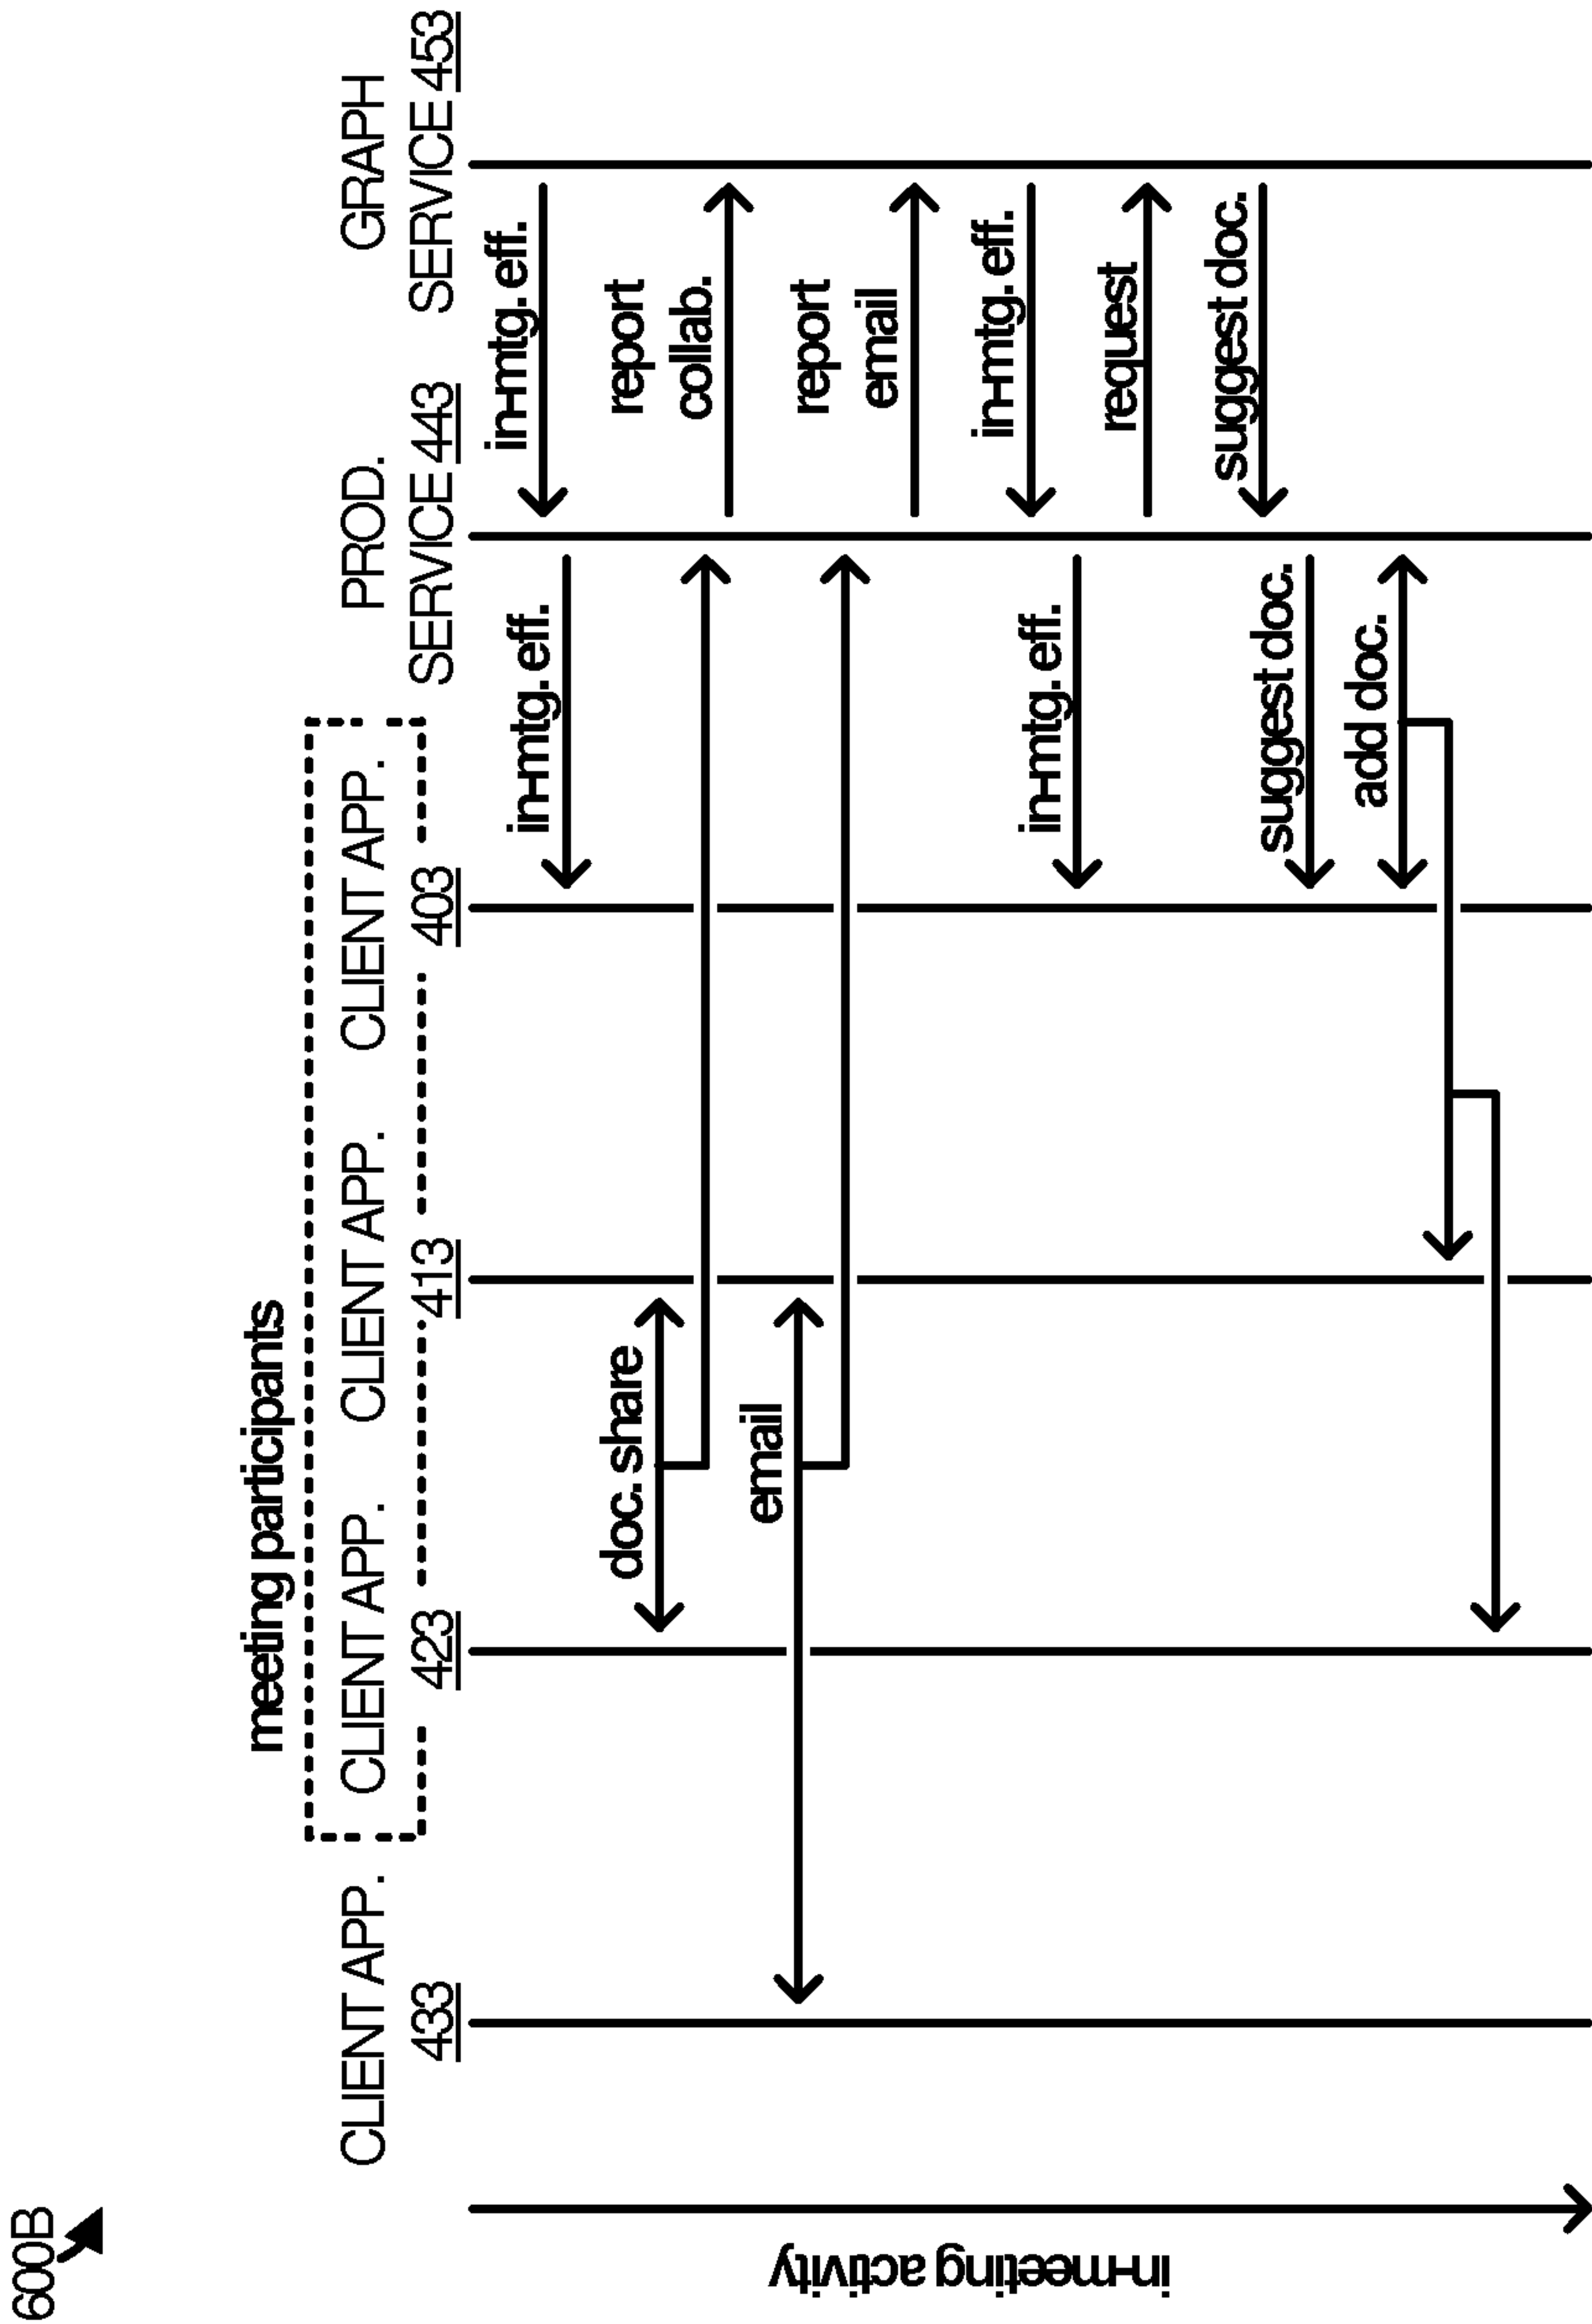 600B
meeting participants
CLIENT APP.
433
CLIENT APP.
423
CLIENT APP.
413
CLIENT APP.
403
PROD.
SERVICE 443
GRAPH
SERVICE 453
in-meeting activity
in-mtg. eff.
in-mtg. eff.
doc. share
report
collab.
email
report
email
in-mtg. eff.
in-mtg. eff.
request
suggest doc.
suggest doc.
add doc.